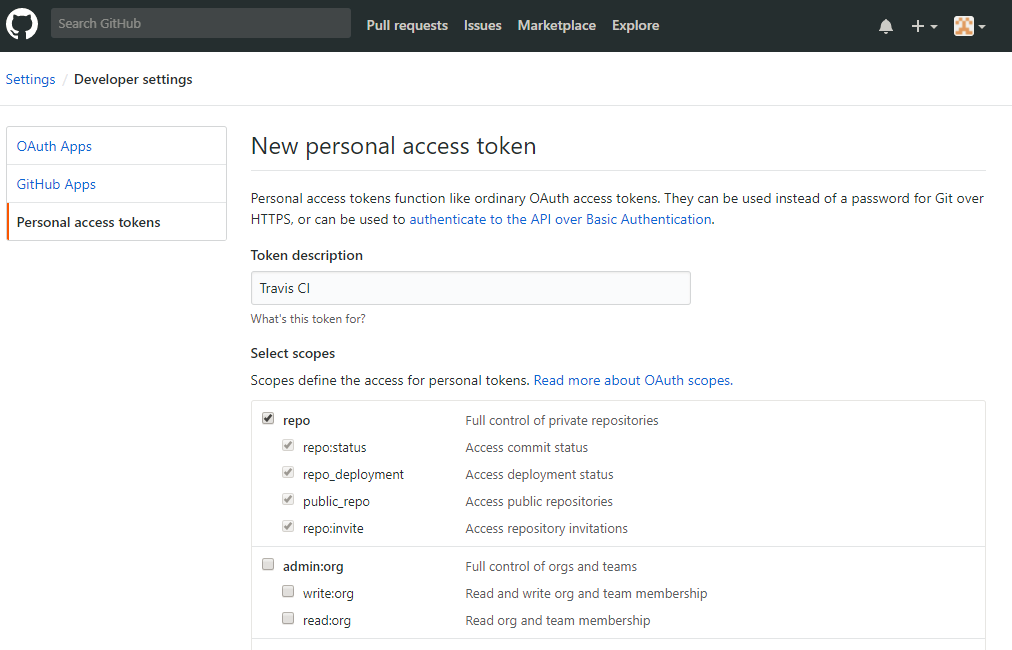 Search GitHub
Pull requests Issues Marketplace Explore
Settings / Developer settings
OAuth Apps
GitHub Apps
Personal access tokens
New personal access token
Personal access tokens function like ordinary OAuth access tokens. They can be used instead of a password for Git over
HTTPS, or can be used to authenticate to the API over Basic Authentication.
Token description
Travis CI
What's this token for?
Select scopes
Scopes define the access for personal tokens. Read more about OAuth scopes.
repo Full control of private repositories
repo:status Access commit status
repo_deployment Access deployment status
public_repo Access public repositories
repo:invite Access repository invitations
admin:org Full control of orgs and teams
write:org Read and write org and team membership
read:org Read org and team membership